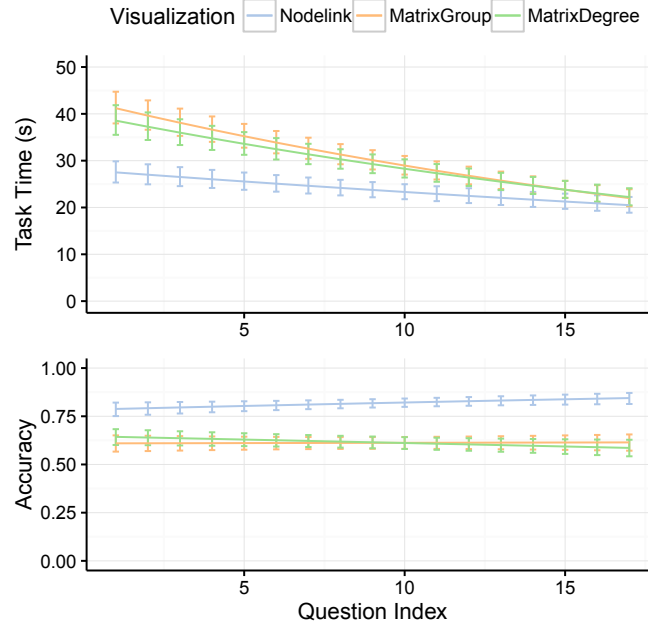 Visualization Nodelink MatrixGroup MatrixDegree
Task Time (s)
50
40
30
20
10
0
5 10 15
Accuracy
1.00
0.75
0.50
0.25
0.00
5 10 15
Question Index